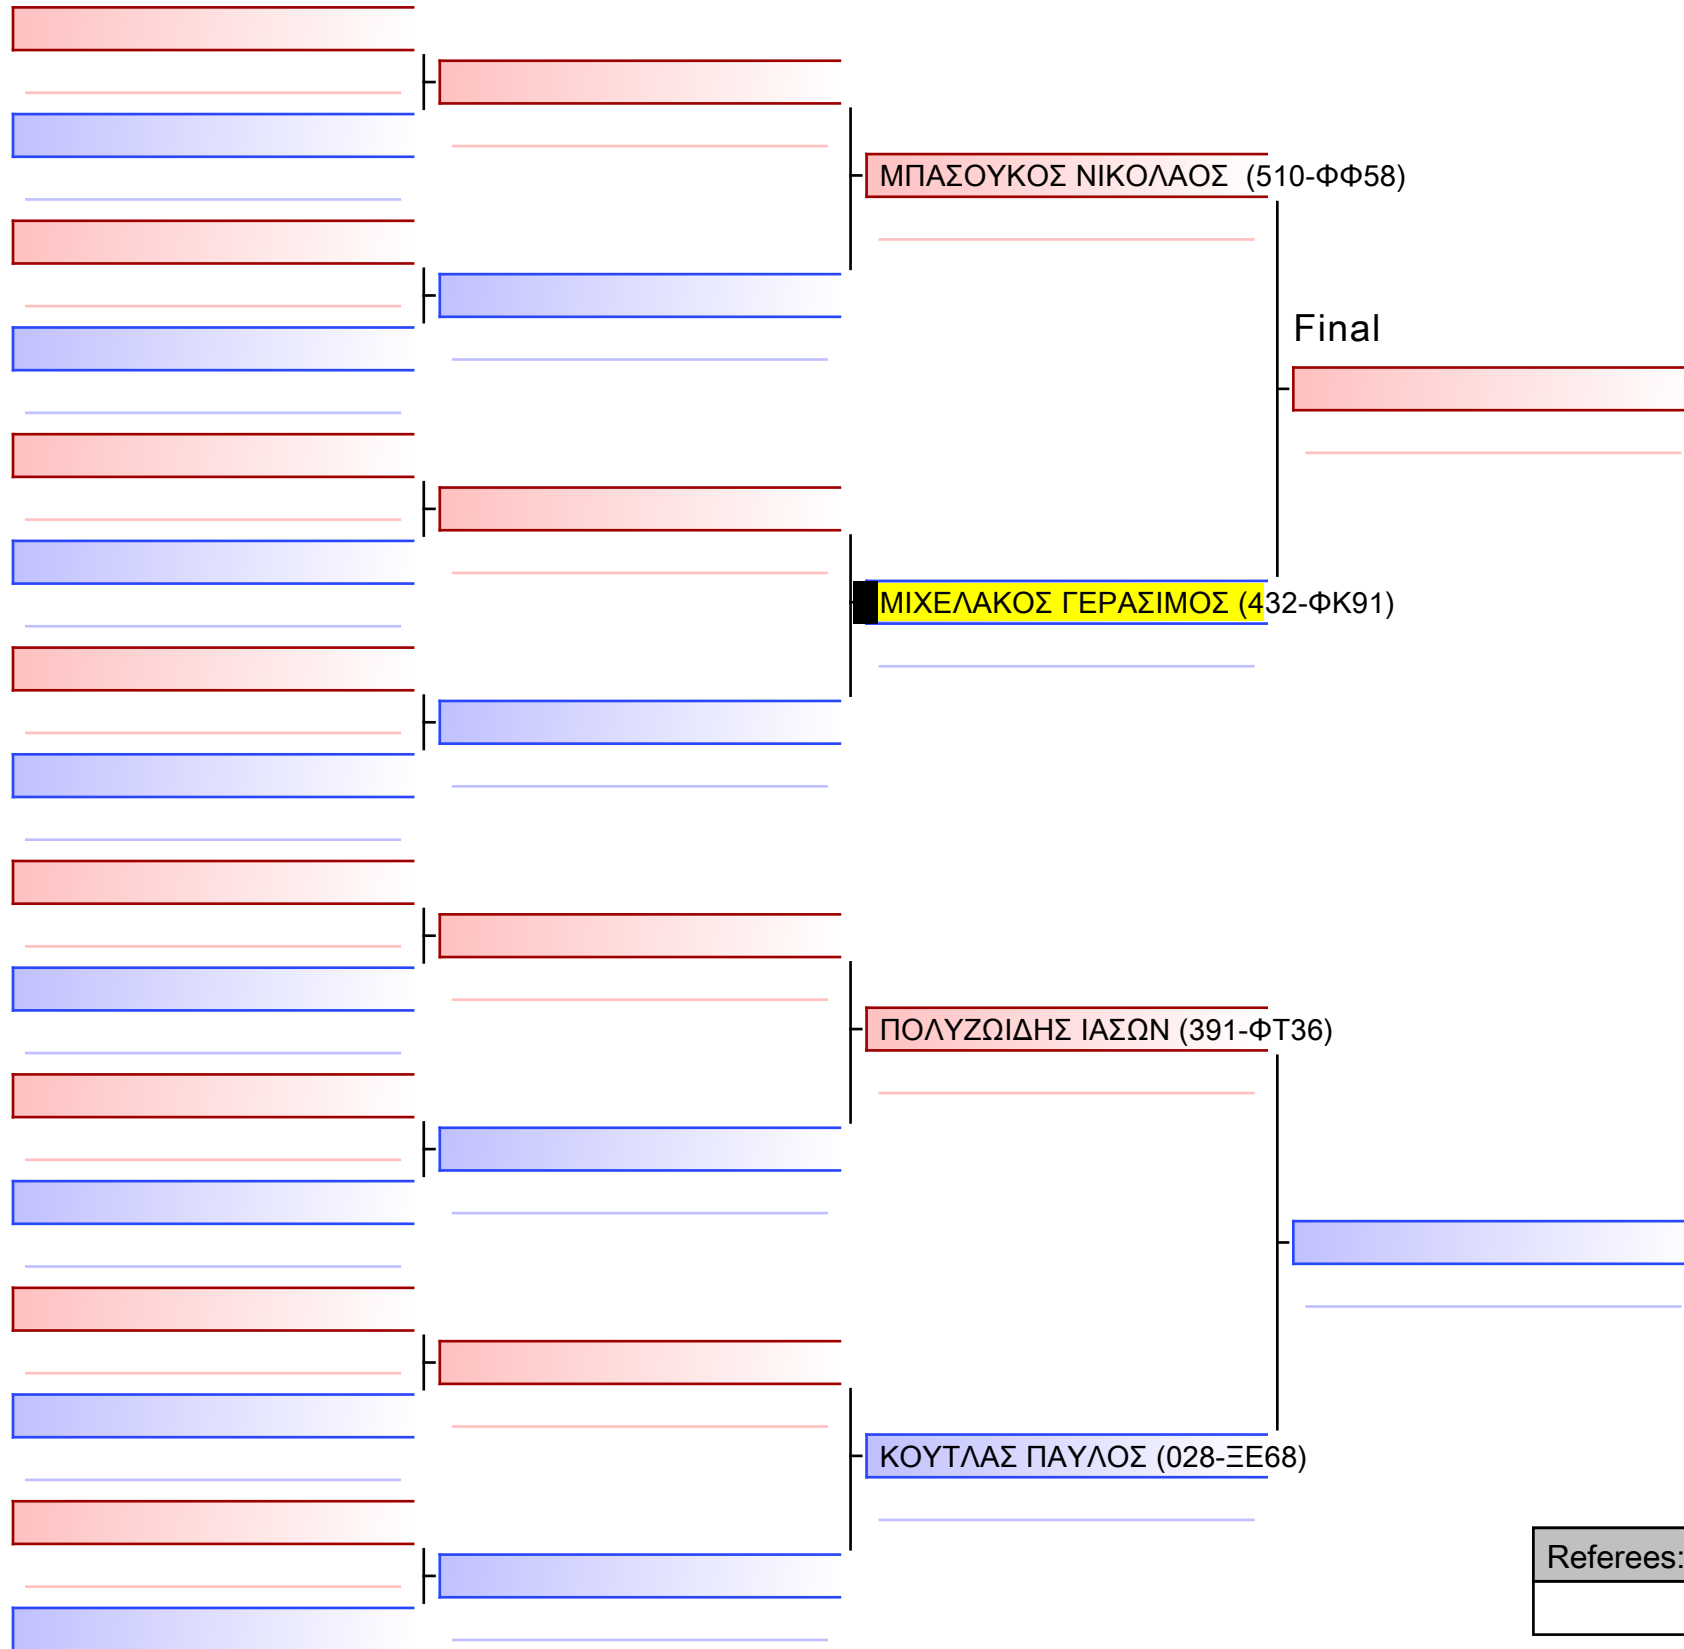 ΜΠΑΣΟΥΚΟΣ ΝΙΚΟΛΑΟΣ (510-ΦΦ58)
Final
ΜΙΧΕΛΑΚΟΣ ΓΕΡΑΣΙΜΟΣ (432-ΦΚ91)
ΠΟΛΥΖΩΙΔΗΣ ΙΑΣΩΝ (391-ΦΤ36)
ΚΟΥΤΛΑΣ ΠΑΥΛΟΣ (028-ΞΕ68)
Referees: